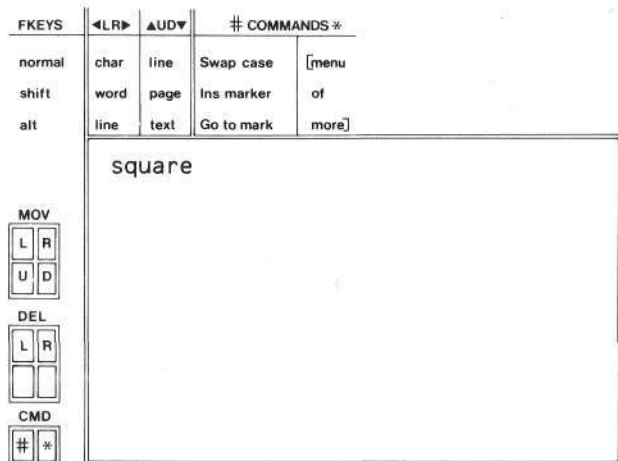 FKEYS ◄LR► ▲UD▼ # COMMANDS *
normal char line Swap case [menu
shift word page Ins marker of
alt line text Go to mark more]
square
MOV
L R
U D
DEL
L R
CMD
# *